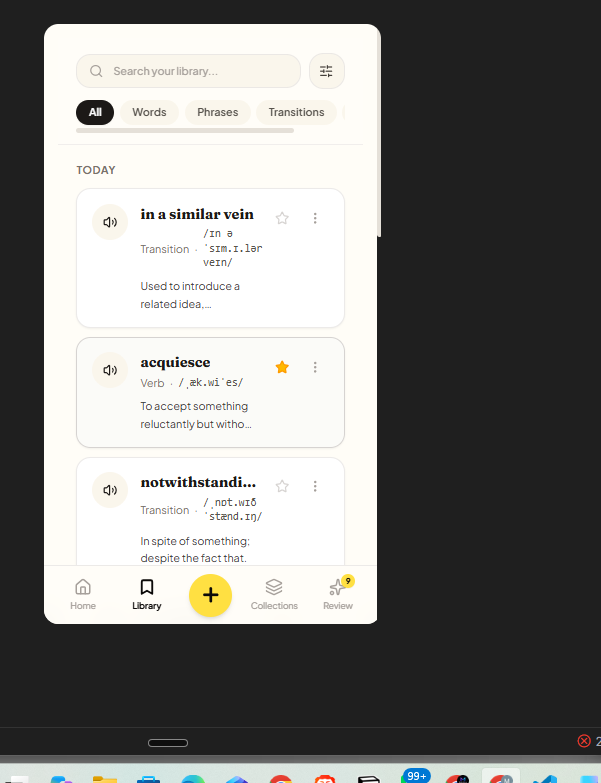 Search your library...
All Words Phrases Transitions
TODAY
in a similar vein
/ɪn ə
Transition · ˈsɪm.ɪ.lər
veɪn/
Used to introduce a
related idea,...
acquiesce
Verb · /ˌæk.wiˈes/
To accept something
reluctantly but witho...
notwithstandi...
/ˌnɒt.wɪð
Transition · ˈstænd.ɪŋ/
In spite of something;
despite the fact that.
9
Home Library Collections Review
2
99+